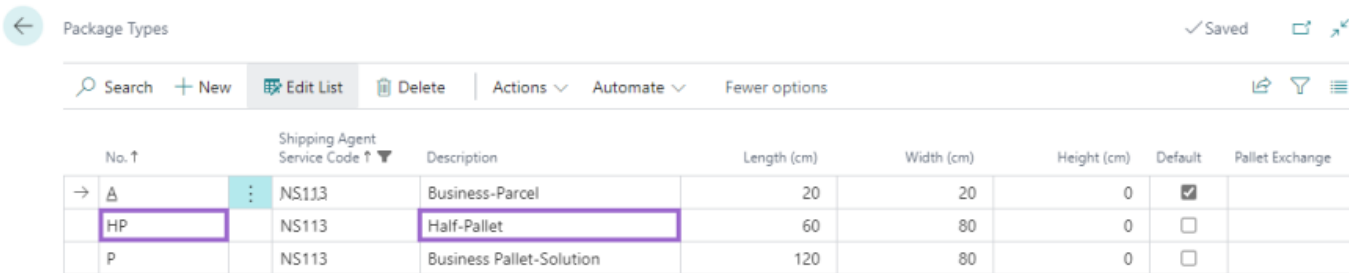 Package Types
Saved
Search New Edit List Delete Actions Automate Fewer options
No. ↑ Shipping Agent Service Code ↑ Description Length (cm) Width (cm) Height (cm) Default Pallet Exchange
→ A NS113 Business-Parcel 20 20 0
HP NS113 Half-Pallet 60 80 0
P NS113 Business Pallet-Solution 120 80 0